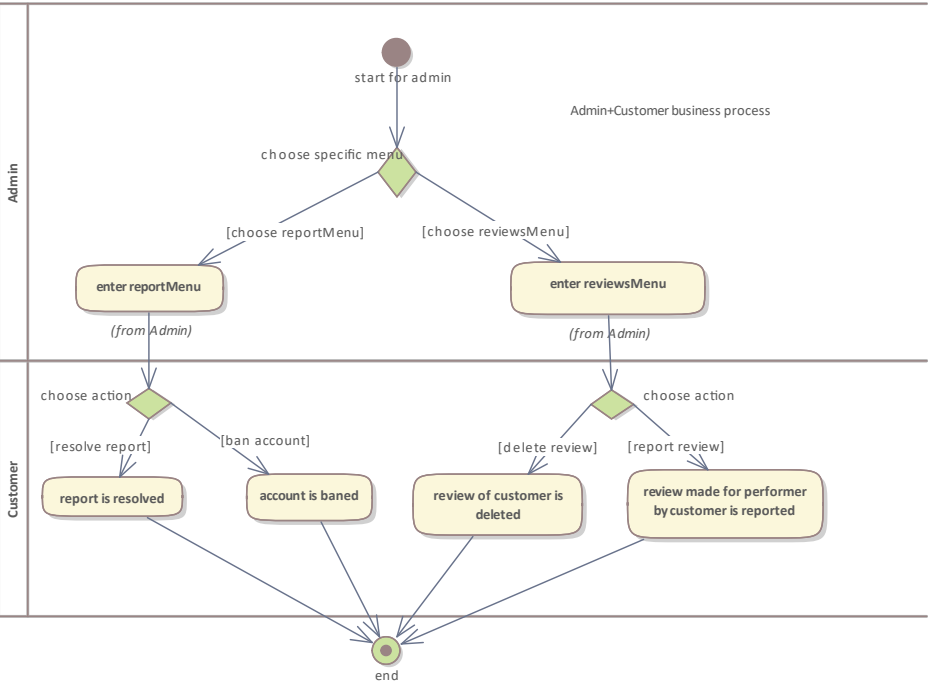 Admin
start for admin
Admin+Customer business process
choose specific menu
[choose reportMenu]
[choose reviewsMenu]
enter reportMenu
enter reviewsMenu
(from Admin)
(from Admin)
Customer
choose action
choose action
[resolve report]
[ban account]
[delete review]
[report review]
report is resolved
account is baned
review of customer is
deleted
review made for performer
by customer is reported
end